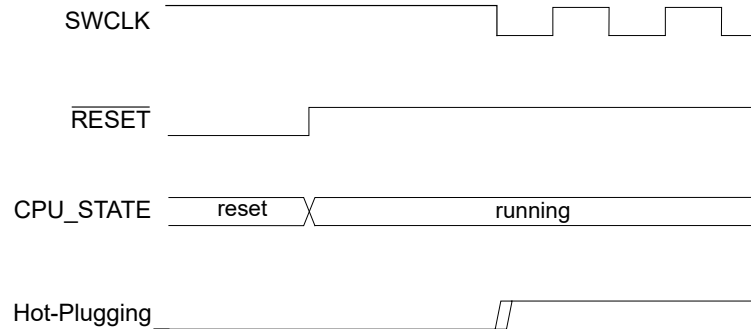 SWCLK
RESET
CPU_STATE reset running
Hot-Plugging